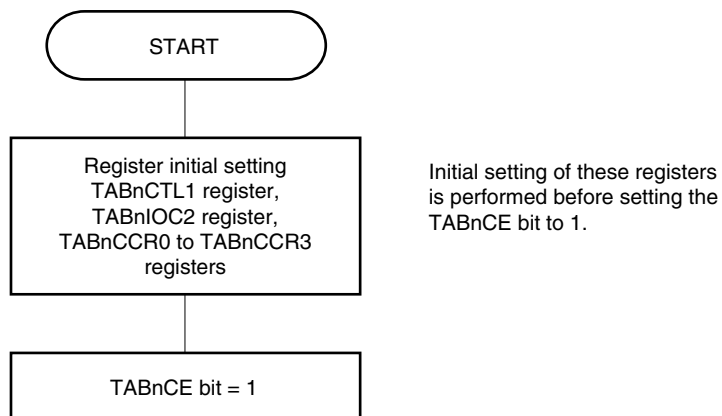 START
Register initial setting
TABnCTL1 register,
TABnIOC2 register,
TABnCCR0 to TABnCCR3
registers
Initial setting of these registers
is performed before setting the
TABnCE bit to 1.
TABnCE bit = 1